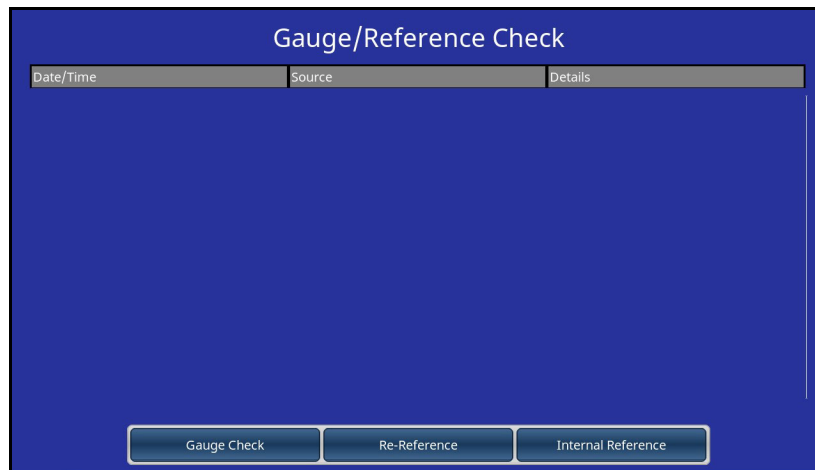 Gauge/Reference Check
Date/Time Source Details
Gauge Check Re-Reference Internal Reference